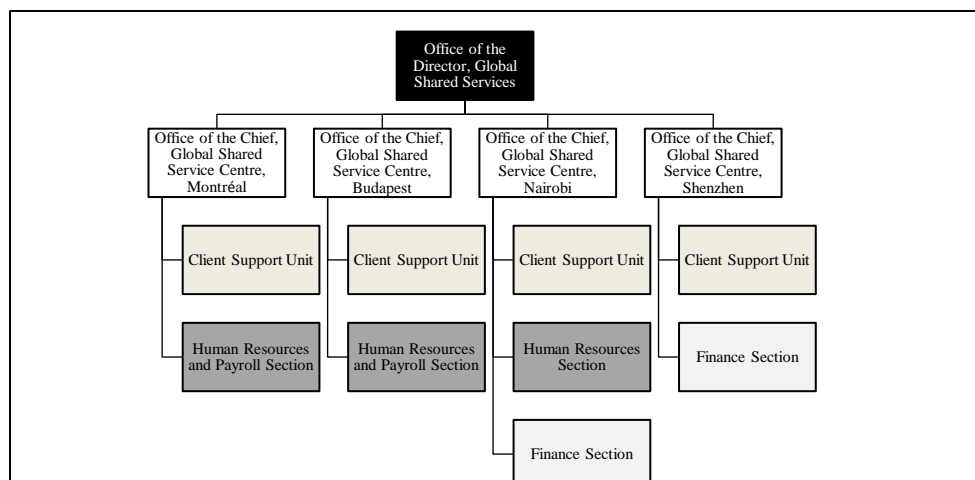 Office of the
Director, Global
Shared Services
Office of the Chief,
Global Shared
Service Centre,
Montréal
Office of the Chief,
Global Shared
Service Centre,
Budapest
Office of the Chief,
Global Shared
Service Centre,
Nairobi
Office of the Chief,
Global Shared
Service Centre,
Shenzhen
Client Support Unit
Client Support Unit
Client Support Unit
Client Support Unit
Human Resources
and Payroll Section
Human Resources
and Payroll Section
Human Resources
Section
Finance Section
Finance Section